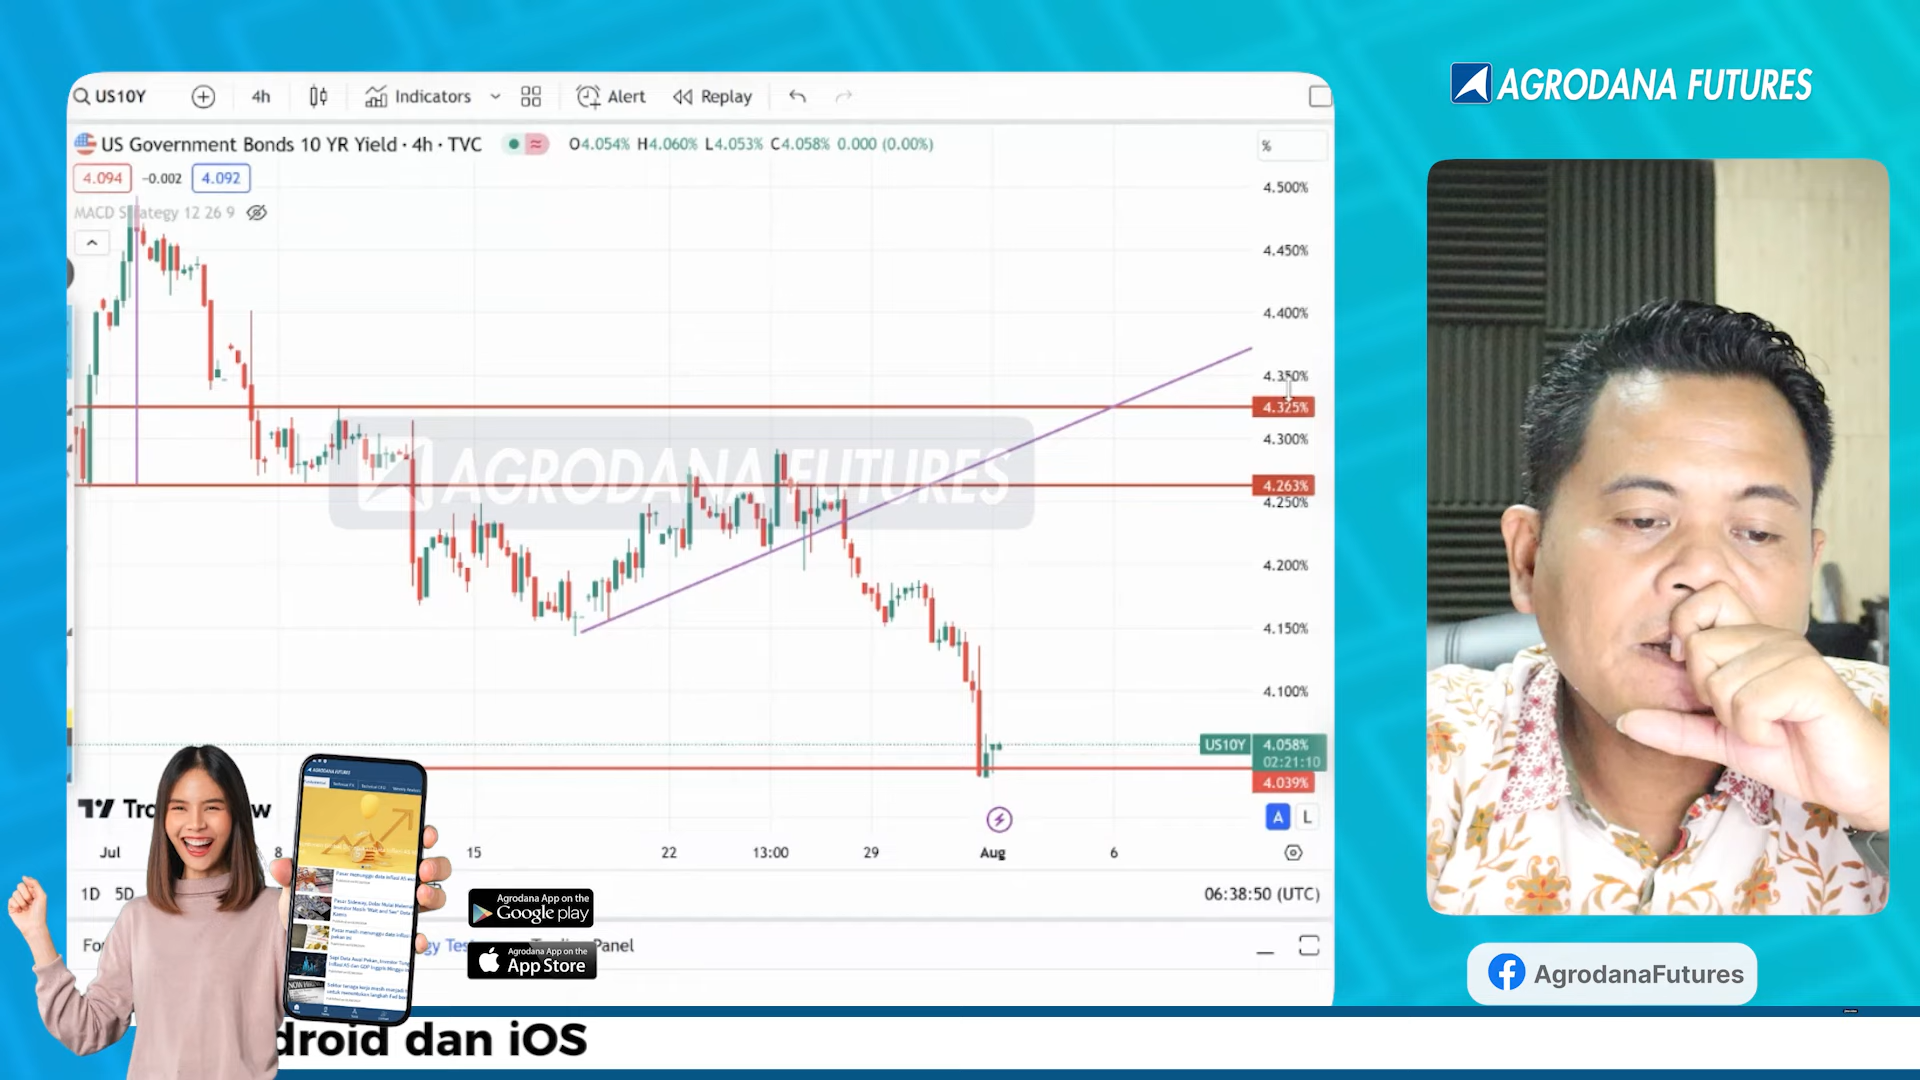 US10Y
4h
Indicators
Alert
Replay
AGRODANA FUTURES
US Government Bonds 10 YR Yield · 4h · TVC
O4.054% H4.060% L4.053% C4.058% 0.000 (0.00%)
%
4.094
-0.002
4.092
MACD Strategy 12 26 9
4.500%
4.450%
4.400%
4.350%
4.325%
4.300%
4.263%
4.250%
4.200%
4.150%
4.100%
US10Y 4.058%
02:21:10
4.039%
AGRODANA FUTURES
A L
Jul
8
15
22
13:00
29
Aug
6
1D 5D
06:38:50 (UTC)
Panel
Agrodana App on the
Google play
Agrodana App on the
App Store
AgrodanaFutures
droid dan iOS